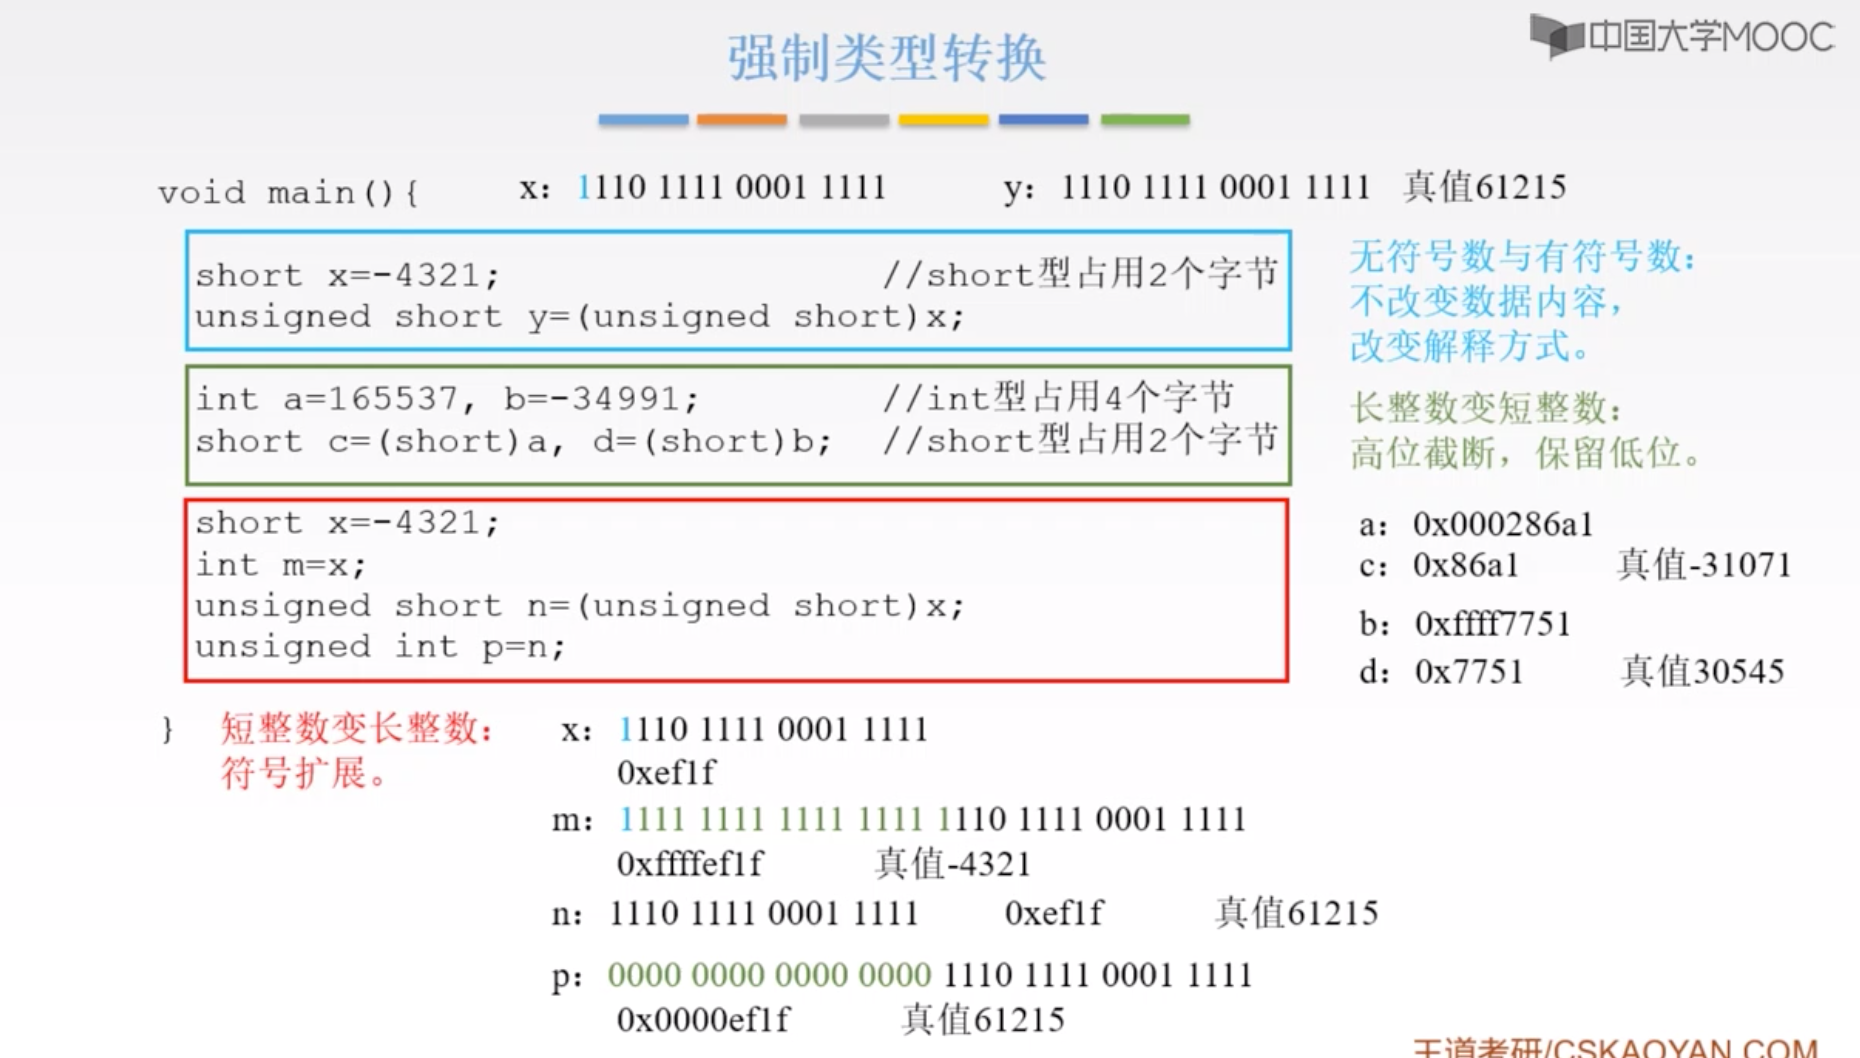 中国大学MOOC
强制类型转换
void main(){ x: 1110 1111 0001 1111 y: 1110 1111 0001 1111 真值61215
short x=-4321; //short型占用2个字节
unsigned short y=(unsigned short)x;
无符号数与有符号数:
不改变数据内容,
改变解释方式。
int a=165537, b=-34991; //int型占用4个字节
short c=(short)a, d=(short)b; //short型占用2个字节
长整数变短整数:
高位截断, 保留低位。
short x=-4321;
int m=x;
unsigned short n=(unsigned short)x;
unsigned int p=n;
a: 0x000286a1
c: 0x86a1 真值-31071
b: 0xffff7751
d: 0x7751 真值30545
}
短整数变长整数:
符号扩展。
x: 1110 1111 0001 1111
0xef1f
m: 1111 1111 1111 1111 1110 1111 0001 1111
0xffffef1f 真值-4321
n: 1110 1111 0001 1111 0xef1f 真值61215
p: 0000 0000 0000 0000 1110 1111 0001 1111
0x0000ef1f 真值61215
王道考研/CSKAOYAN.COM